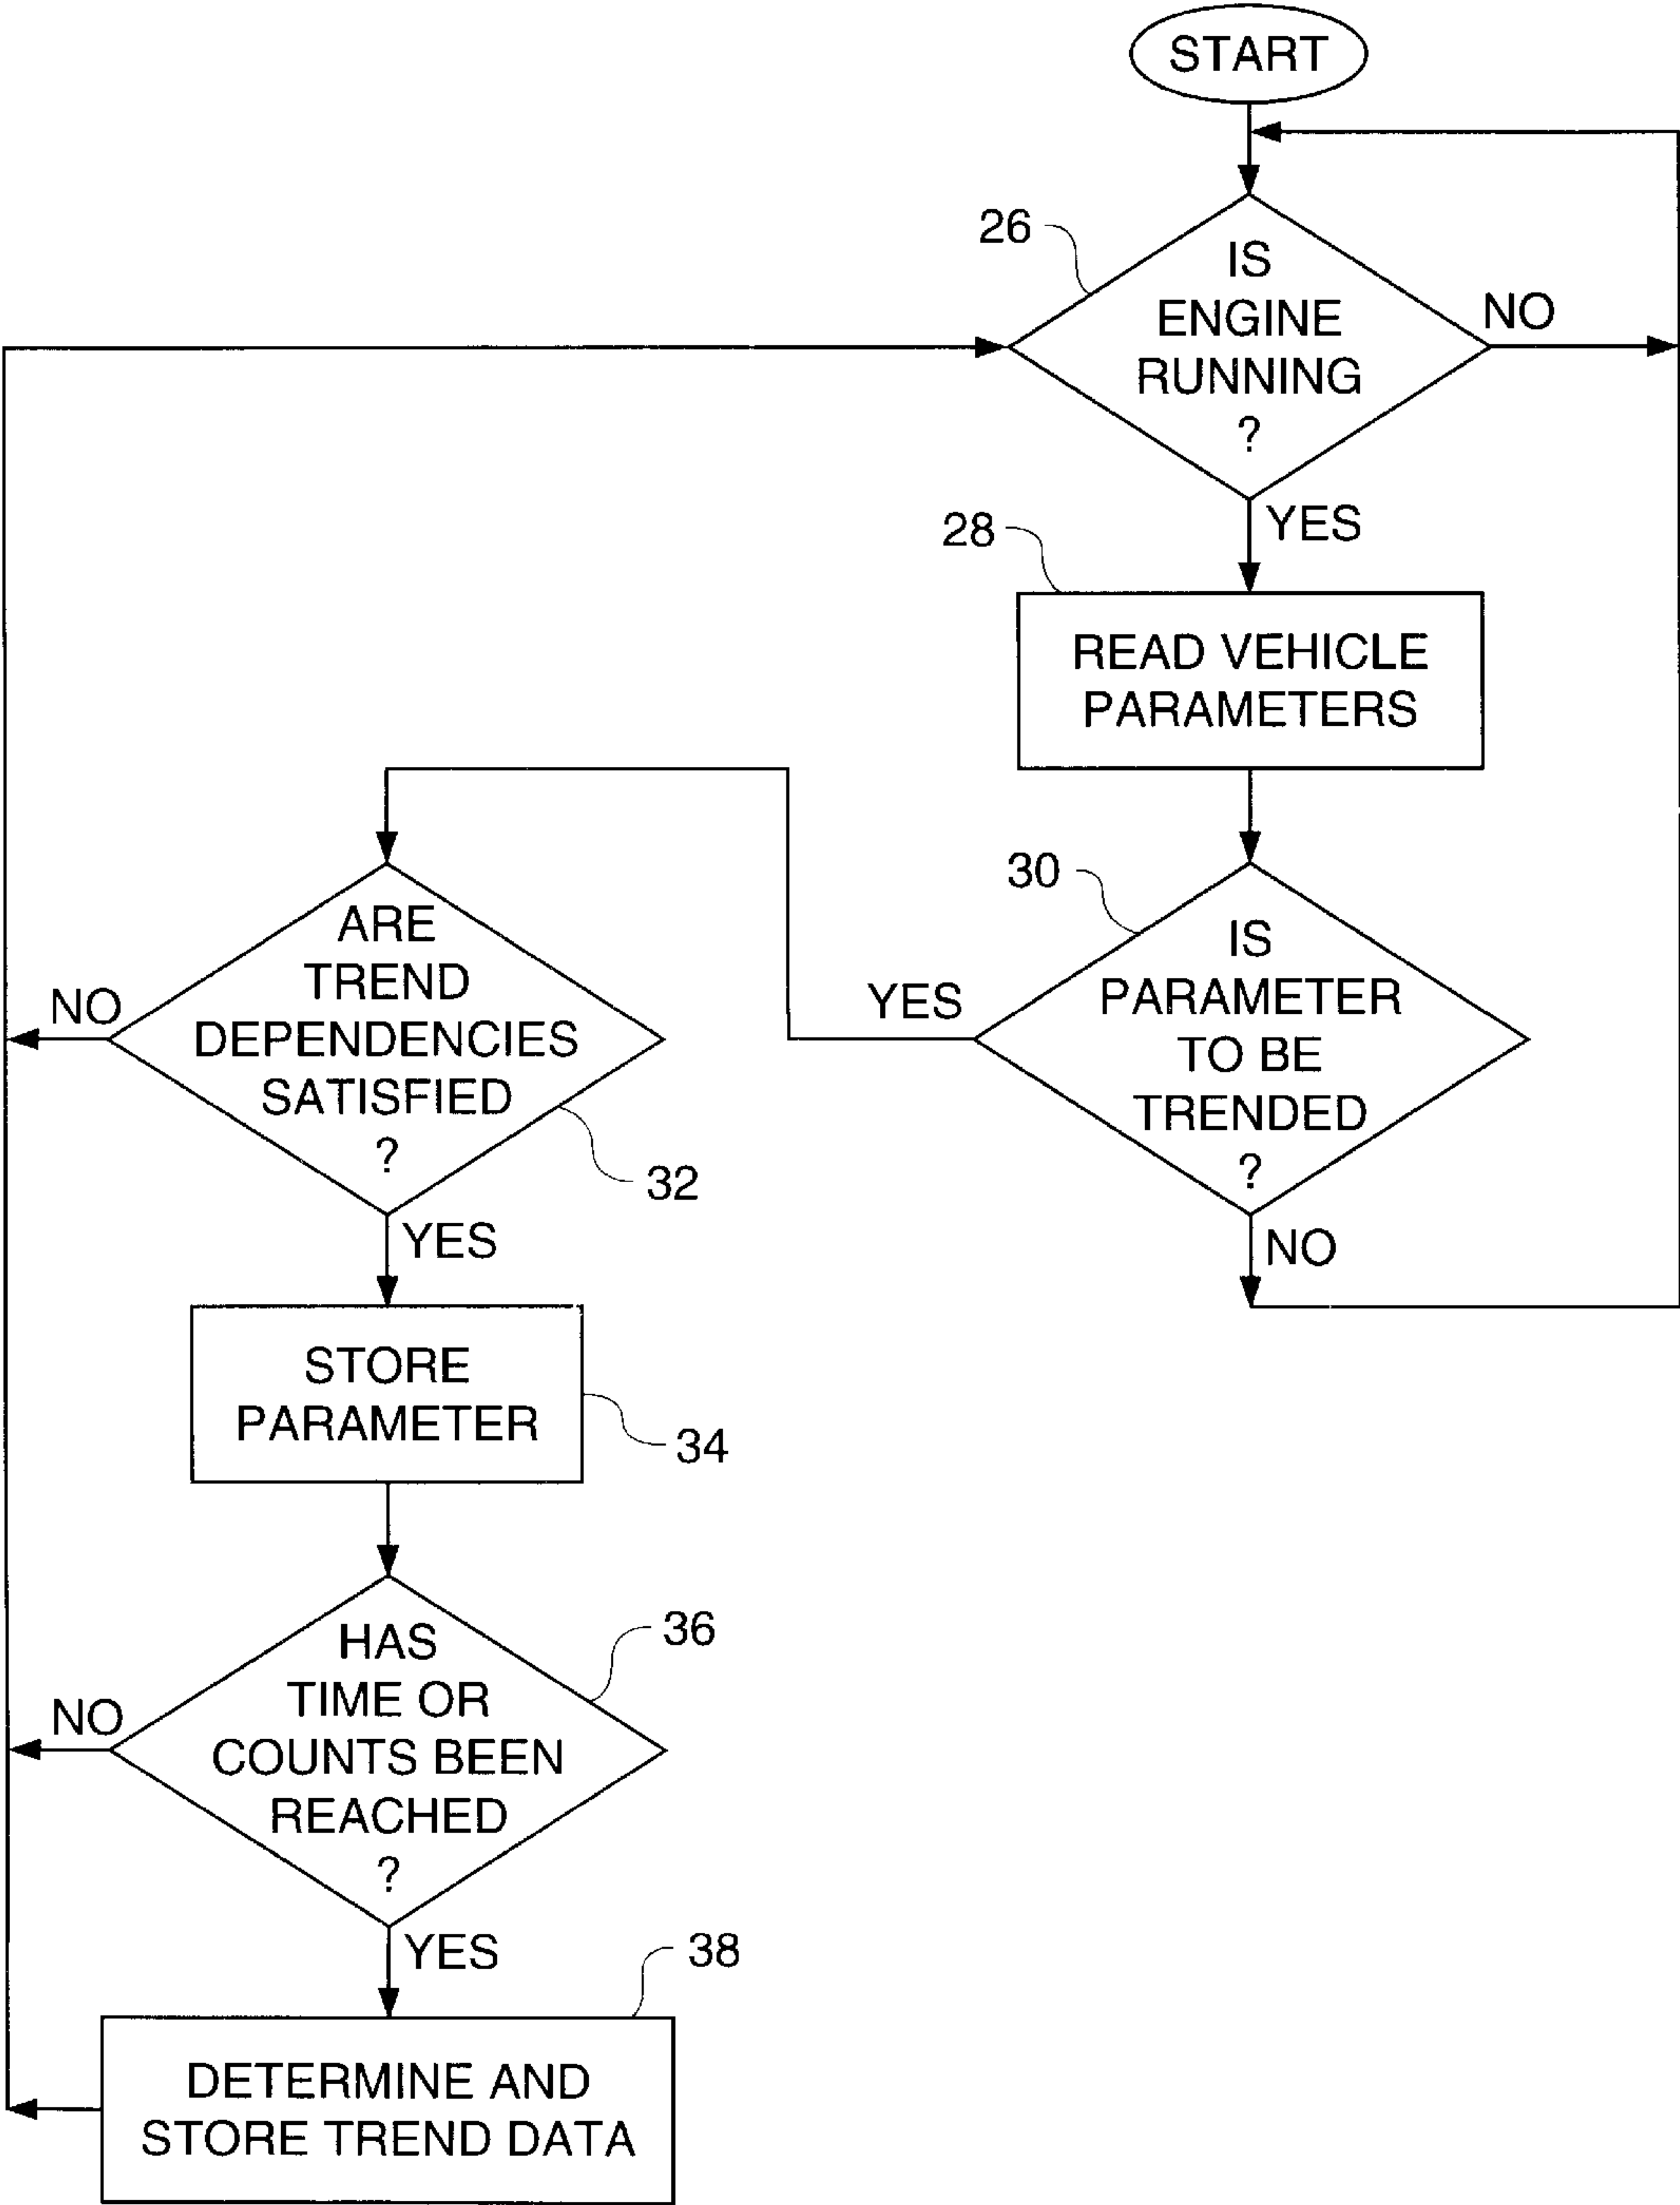 START
26
IS
ENGINE
RUNNING
?
NO
YES
28
READ VEHICLE
PARAMETERS
30
IS
PARAMETER
TO BE
TRENDED
?
YES
NO
ARE
TREND
DEPENDENCIES
SATISFIED
?
NO
32
YES
STORE
PARAMETER
34
HAS
TIME OR
COUNTS BEEN
REACHED
?
36
NO
YES
38
DETERMINE AND
STORE TREND DATA